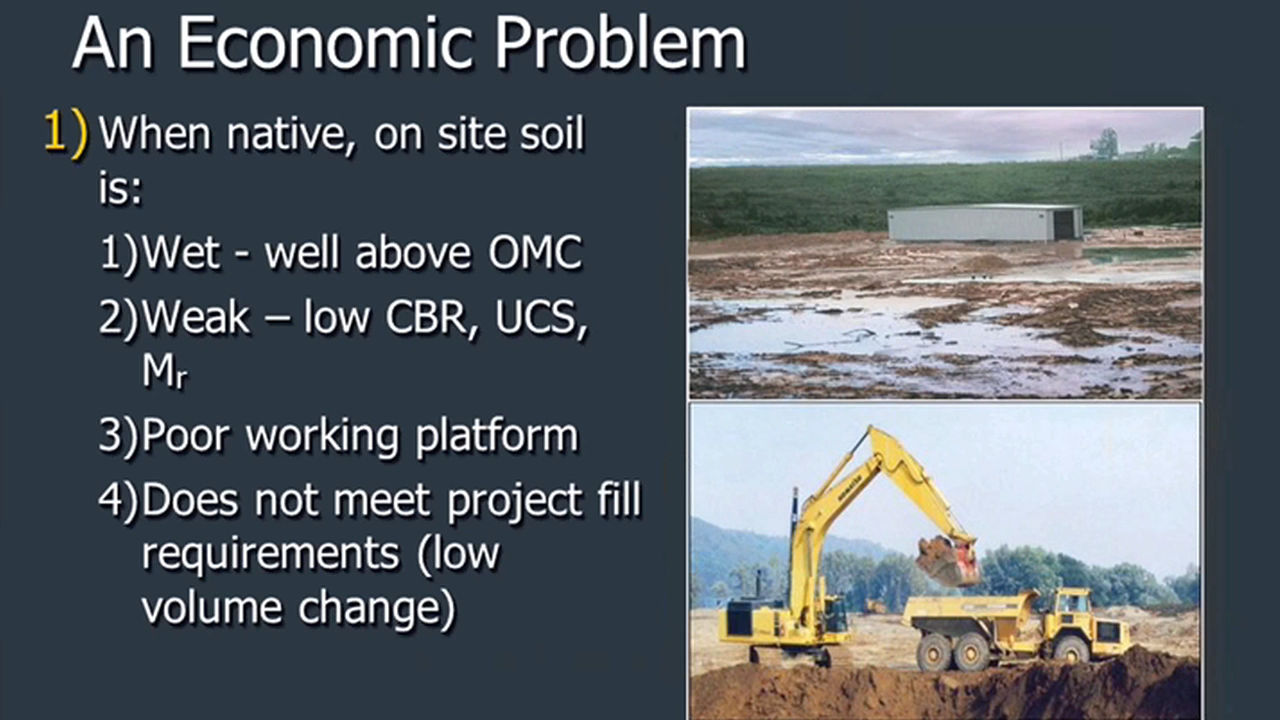 An Economic Problem
1) When native, on site soil
is:
1)Wet - well above OMC
2)Weak – low CBR, UCS,
Mr
3)Poor working platform
4)Does not meet project fill
requirements (low
volume change)
KOMATSU